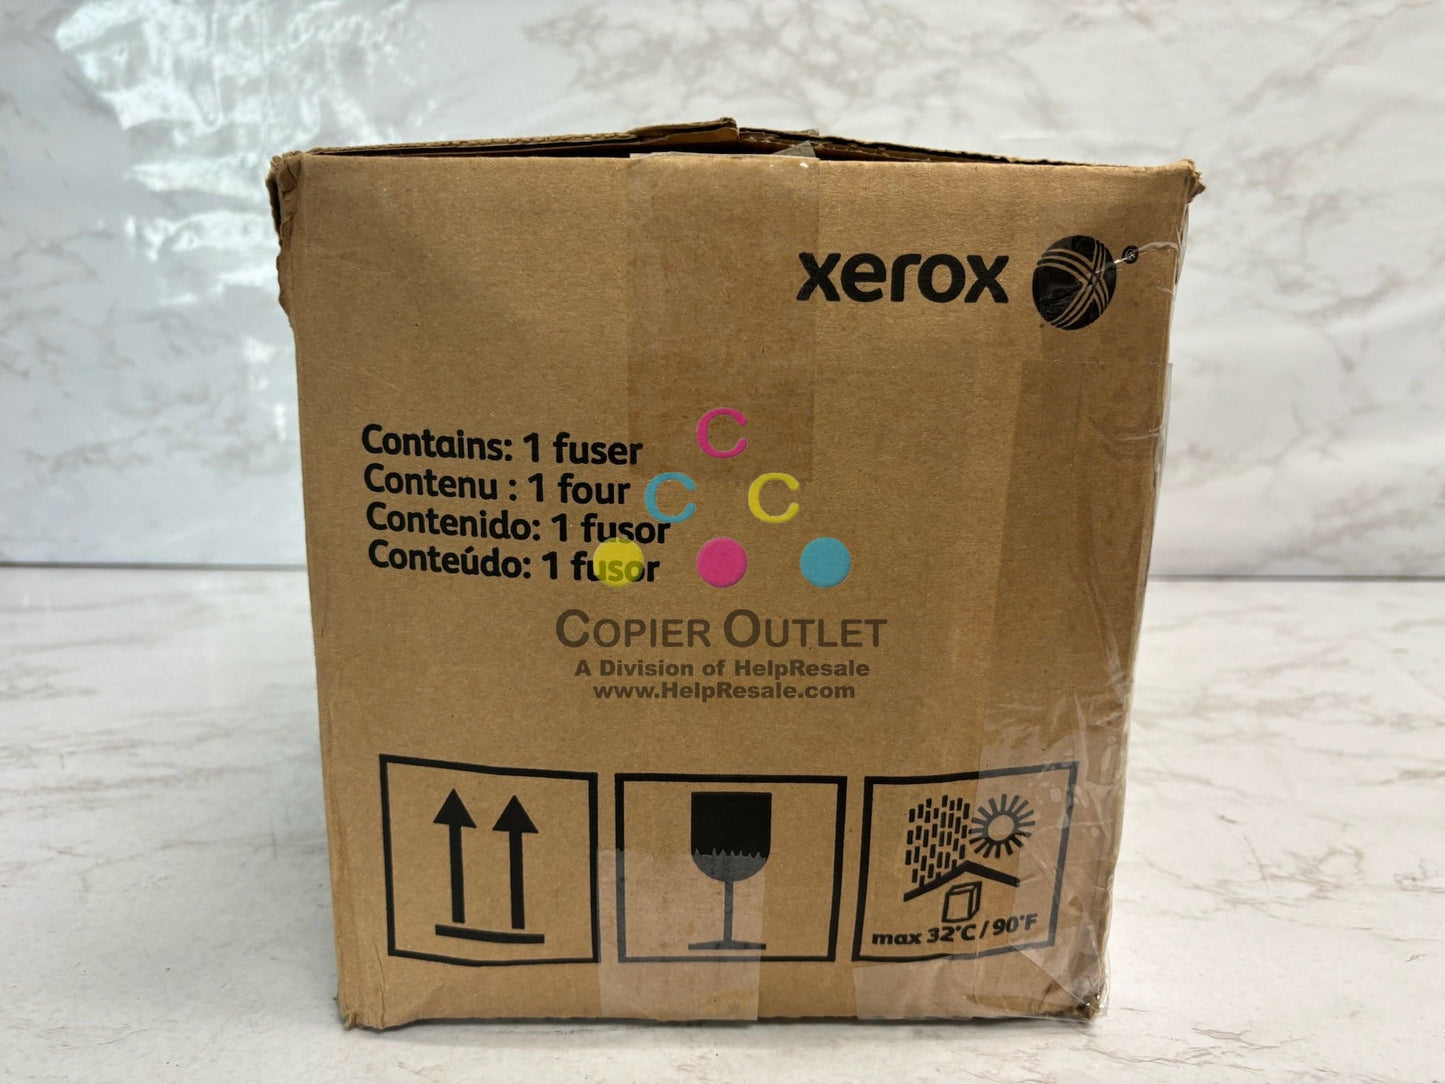 xerox ®
Contains: 1 fuser
Contenu : 1 four
Contenido: 1 fusor
Conteúdo: 1 fusor
C
C C
COPIER OUTLET
A Division of HelpResale
www.HelpResale.com
max 32°C / 90°F